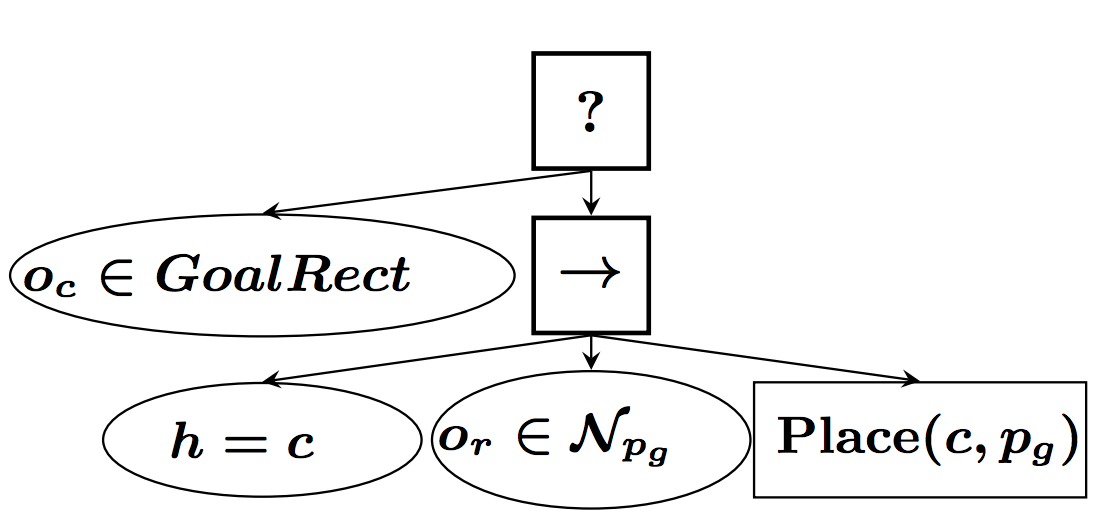 ?
o_c ∈ GoalRect
→
h = c
o_r ∈ 𝒩_{p_g}
Place(c, p_g)